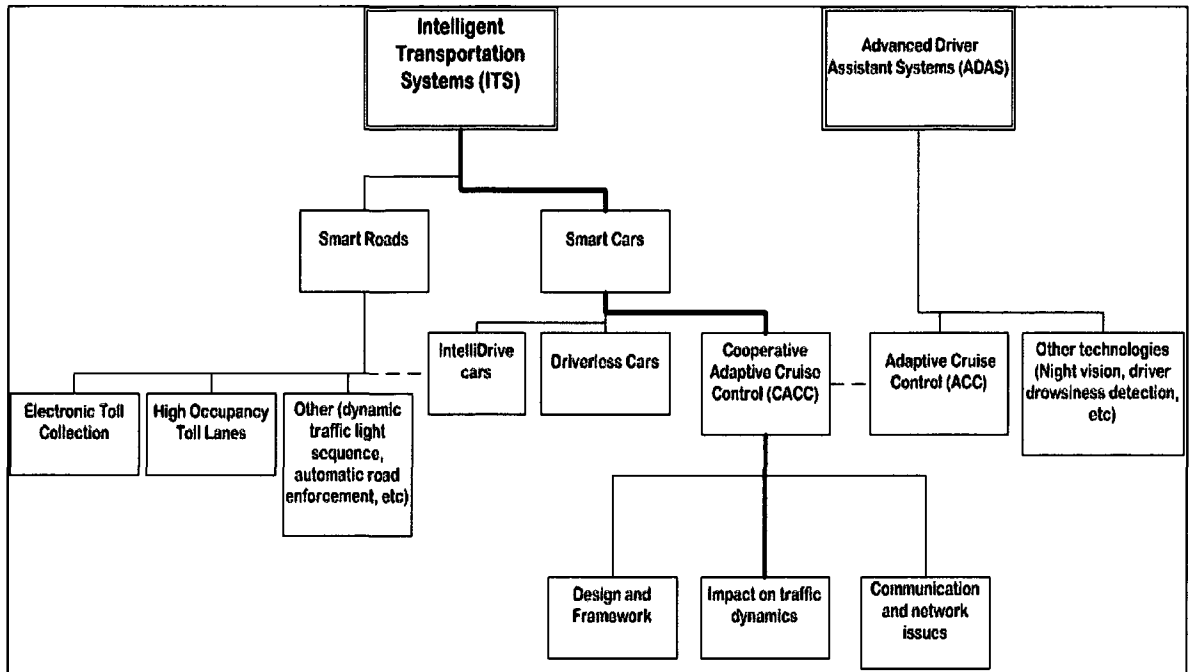 Intelligent
Transportation
Systems (ITS)
Advanced Driver
Assistant Systems (ADAS)
Smart Roads
Smart Cars
IntelliDrive
cars
Driverless Cars
Cooperative
Adaptive Cruise
Control (CACC)
Adaptive Cruise
Control (ACC)
Other technologies
(Night vision, driver
drowsiness detection,
etc)
Electronic Toll
Collection
High Occupancy
Toll Lanes
Other (dynamic
traffic light
sequence,
automatic road
enforcement, etc)
Design and
Framework
Impact on traffic
dynamics
Communication
and network
issues